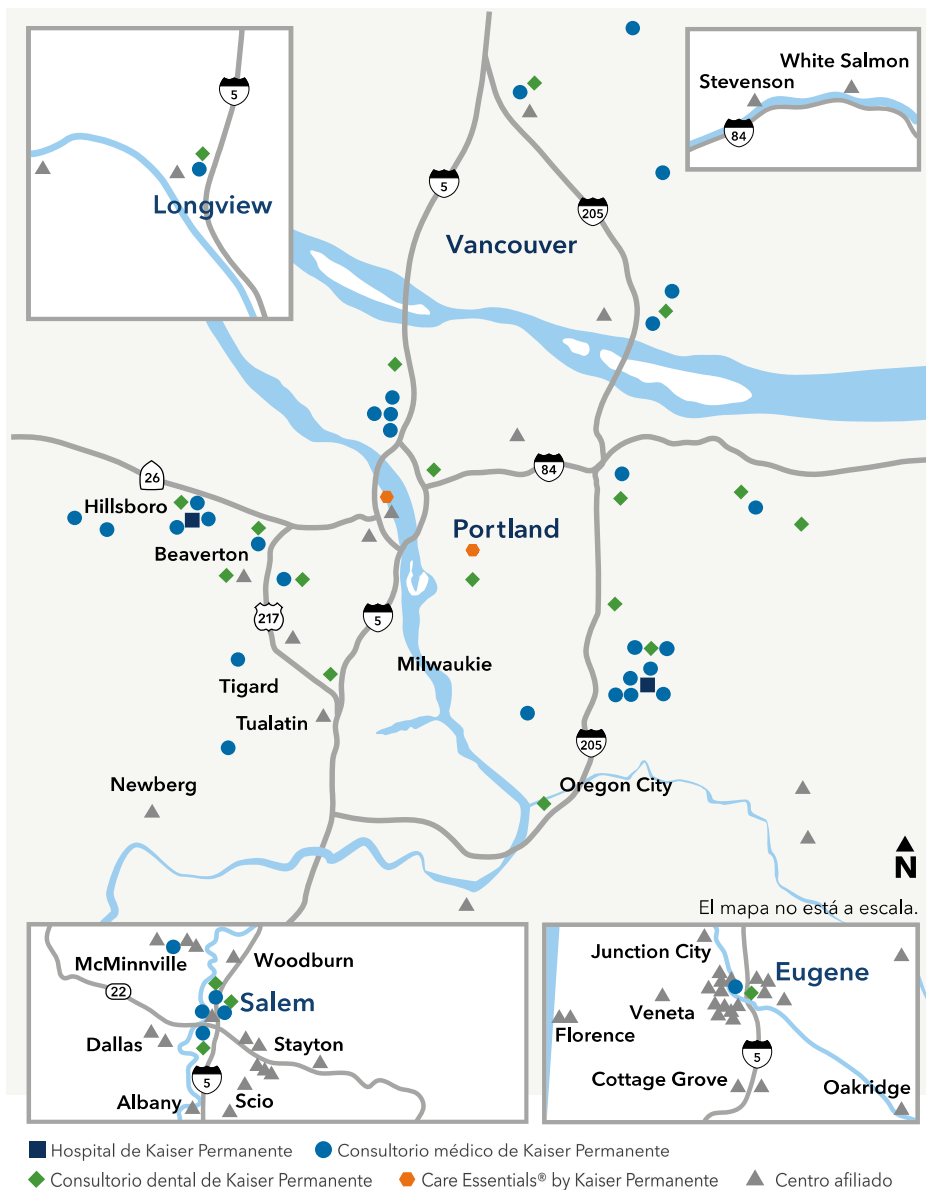 5
Longview
5
205
Vancouver
Stevenson
White Salmon
84
26
84
Hillsboro
Beaverton
Portland
217
5
Milwaukie
Tigard
Tualatin
205
Newberg
Oregon City
N
El mapa no está a escala.
McMinnville
Woodburn
22
Salem
Dallas
Stayton
5
Albany
Scio
Junction City
Eugene
Veneta
Florence
5
Cottage Grove
Oakridge
Hospital de Kaiser Permanente
Consultorio médico de Kaiser Permanente
Consultorio dental de Kaiser Permanente
Care Essentials® by Kaiser Permanente
Centro afiliado